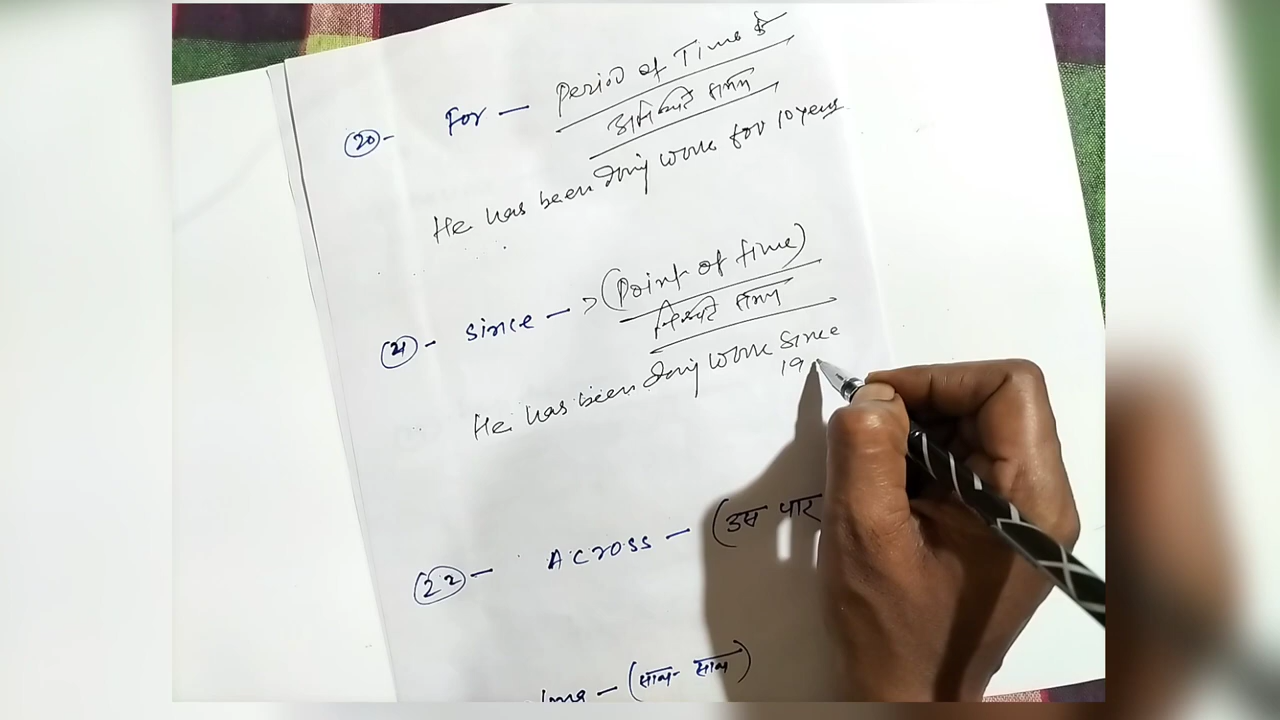 (20) - For — Period of Time
अनिश्चित समय
He has been doing work for 10 years
(21) - Since —> (Point of time)
निश्चित समय
He has been doing work since
19
(22) — Across — (उस पार
— (साथ-साथ)